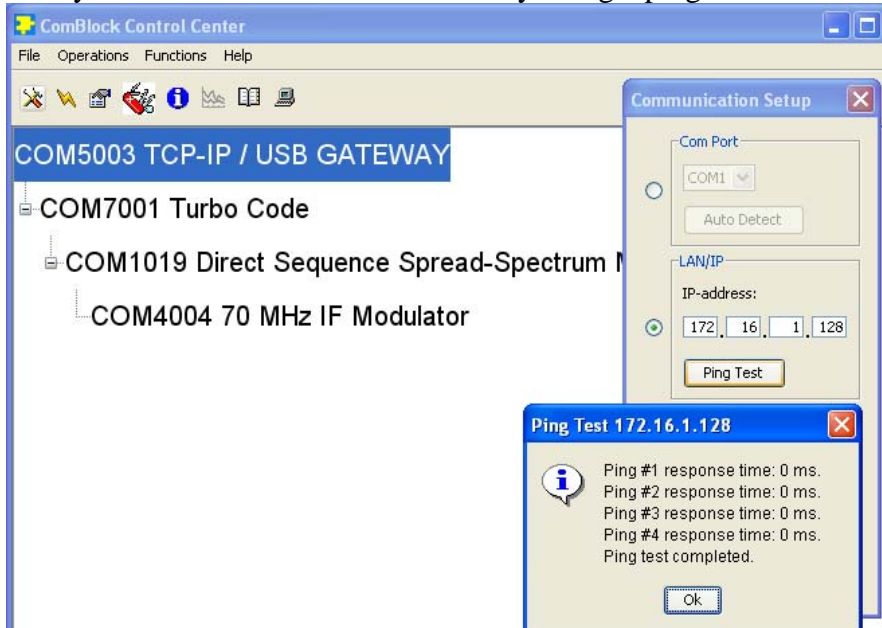 ComBlock Control Center
File Operations Functions Help
COM5003 TCP-IP / USB GATEWAY
COM7001 Turbo Code
COM1019 Direct Sequence Spread-Spectrum
COM4004 70 MHz IF Modulator
Communication Setup
Com Port
COM1
Auto Detect
LAN/IP
IP-address:
172 . 16 . 1 . 128
Ping Test
Ping Test 172.16.1.128
Ping #1 response time: 0 ms.
Ping #2 response time: 0 ms.
Ping #3 response time: 0 ms.
Ping #4 response time: 0 ms.
Ping test completed.
Ok